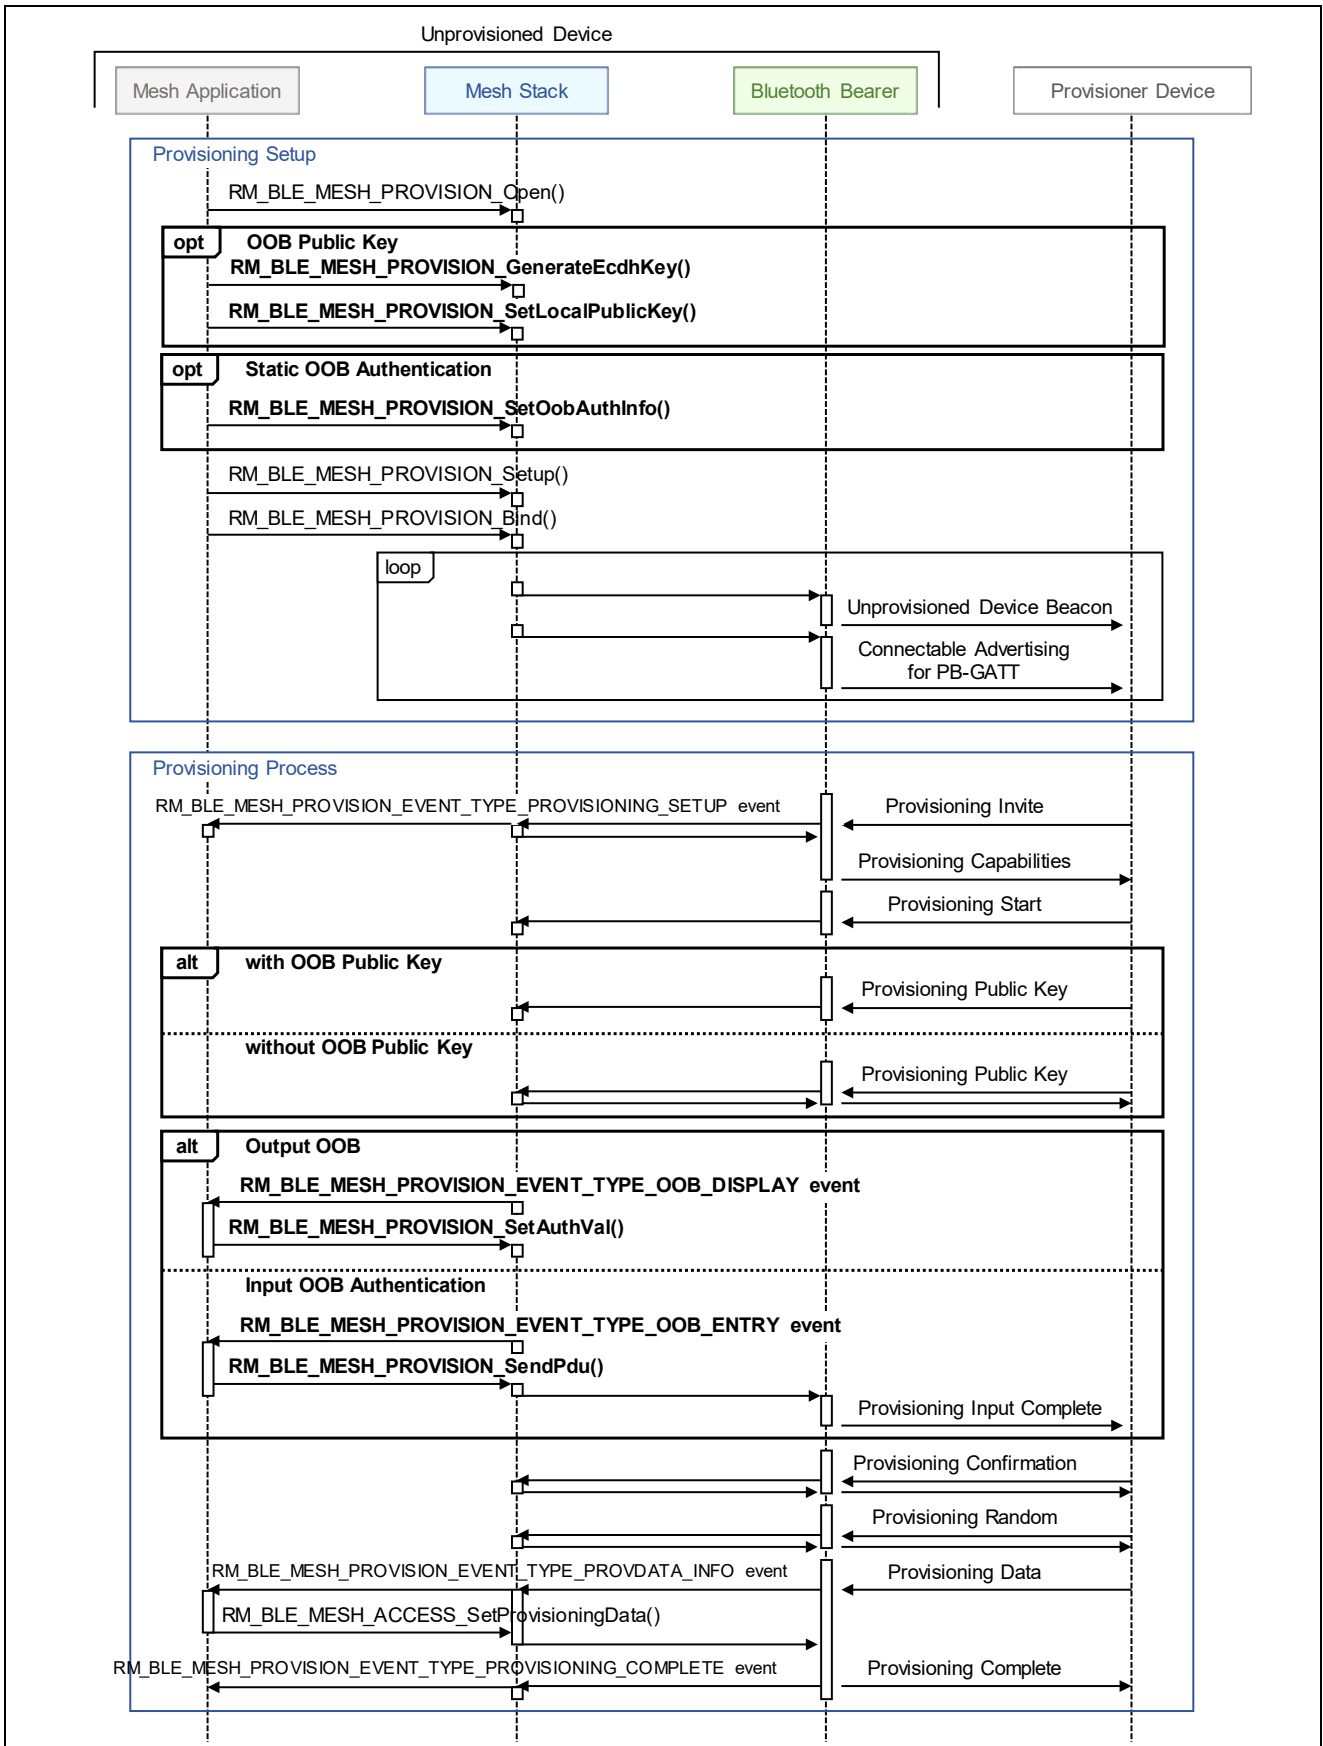 Unprovisioned Device
Mesh Application
Mesh Stack
Bluetooth Bearer
Provisioner Device
Provisioning Setup
RM_BLE_MESH_PROVISION_Open()
opt
OOB Public Key
RM_BLE_MESH_PROVISION_GenerateEcdhKey()
RM_BLE_MESH_PROVISION_SetLocalPublicKey()
opt
Static OOB Authentication
RM_BLE_MESH_PROVISION_SetOobAuthInfo()
RM_BLE_MESH_PROVISION_Setup()
RM_BLE_MESH_PROVISION_Bind()
loop
Unprovisioned Device Beacon
Connectable Advertising
for PB-GATT
Provisioning Process
RM_BLE_MESH_PROVISION_EVENT_TYPE_PROVISIONING_SETUP event
Provisioning Invite
Provisioning Capabilities
Provisioning Start
alt
with OOB Public Key
Provisioning Public Key
without OOB Public Key
Provisioning Public Key
alt
Output OOB
RM_BLE_MESH_PROVISION_EVENT_TYPE_OOB_DISPLAY event
RM_BLE_MESH_PROVISION_SetAuthVal()
Input OOB Authentication
RM_BLE_MESH_PROVISION_EVENT_TYPE_OOB_ENTRY event
RM_BLE_MESH_PROVISION_SendPdu()
Provisioning Input Complete
Provisioning Confirmation
Provisioning Random
RM_BLE_MESH_PROVISION_EVENT_TYPE_PROVDATA_INFO event
Provisioning Data
RM_BLE_MESH_ACCESS_SetProvisioningData()
RM_BLE_MESH_PROVISION_EVENT_TYPE_PROVISIONING_COMPLETE event
Provisioning Complete